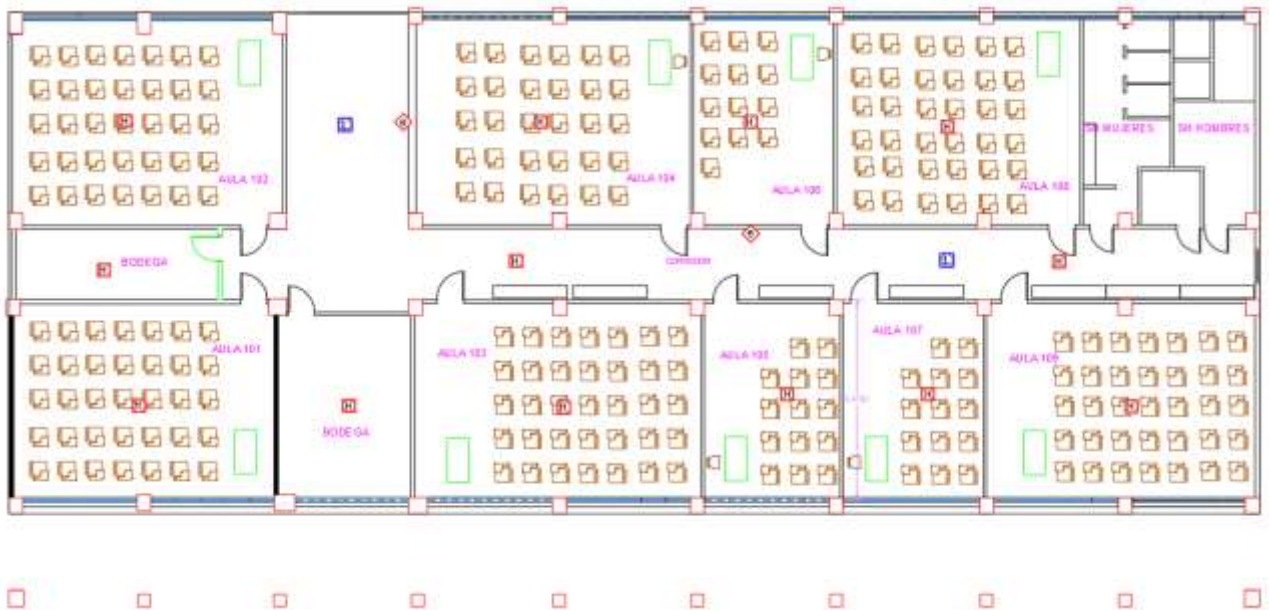 AULA 102
AULA 104
AULA 106
AULA 108
SH MUJERES
SH HOMBRES
BODEGA
CORREDOR
AULA 101
BODEGA
AULA 103
AULA 105
AULA 107
AULA 109
H
H
H
H
H
H
H
H
H
H
H
H
H